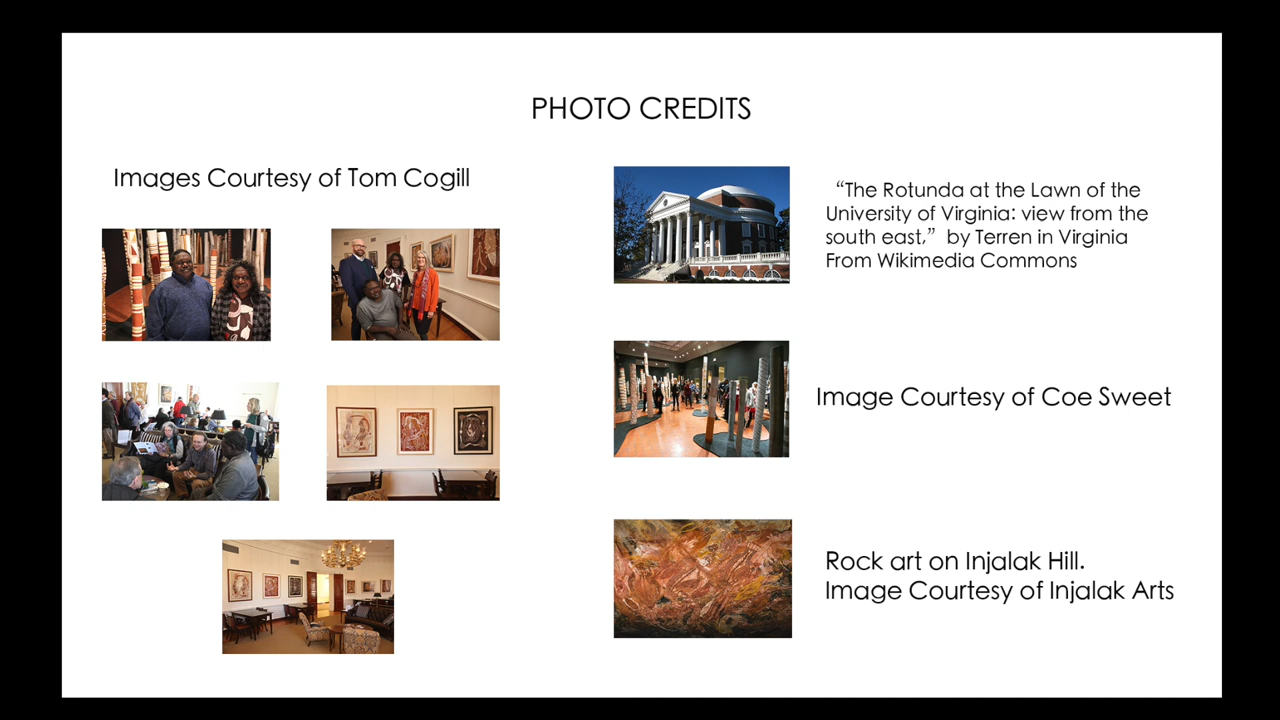 PHOTO CREDITS
Images Courtesy of Tom Cogill
“The Rotunda at the Lawn of the
University of Virginia: view from the
south east,” by Terren in Virginia
From Wikimedia Commons
Image Courtesy of Coe Sweet
Rock art on Injalak Hill.
Image Courtesy of Injalak Arts